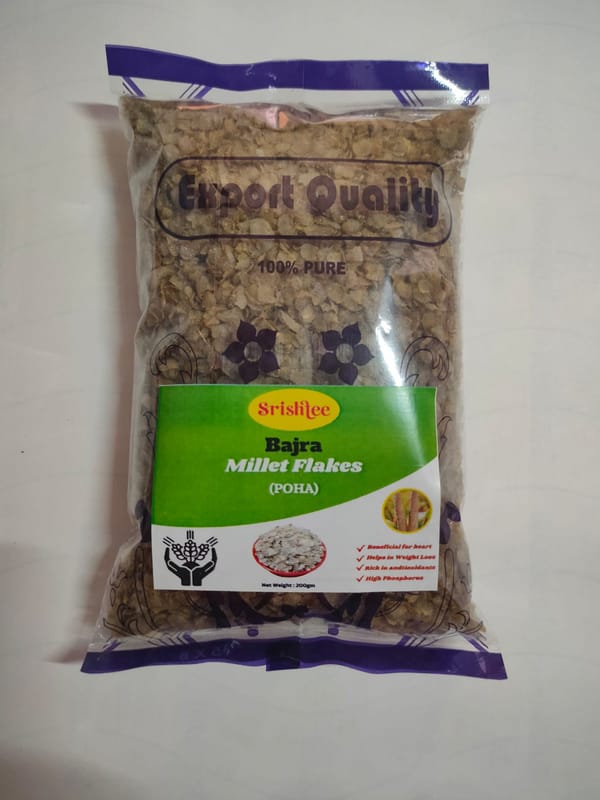 Export Quality
100% PURE
Srishtee
Bajra
Millet Flakes
(POHA)
✓ Beneficial for heart
✓ Helps in Weight Loss
✓ Rich in andtioxidants
✓ High Phosphorus
Net Weight : 200gm